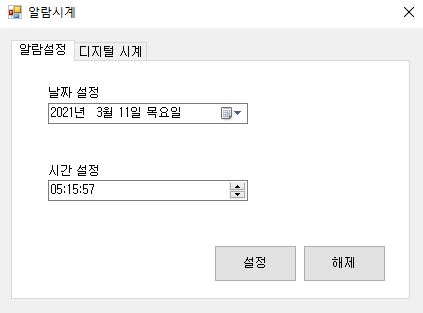 알람시계
알람설정 디지털 시계
날짜 설정
2021년 3월 11일 목요일
시간 설정
05:15:57
설정 해제